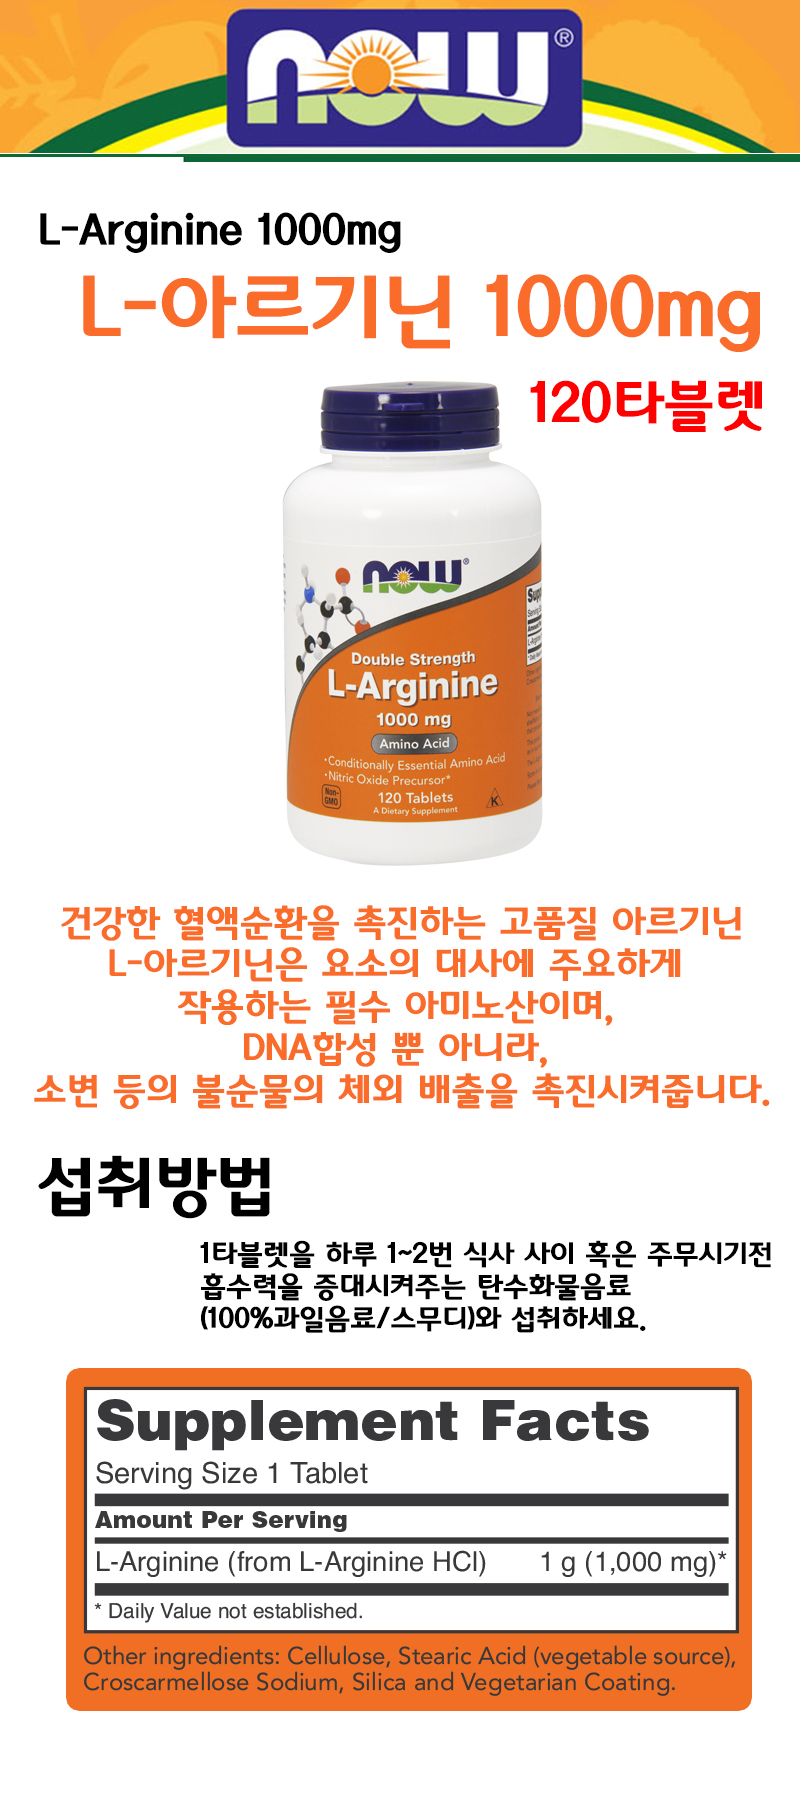 now®
L-Arginine 1000mg
L-아르기닌 1000mg
120타블렛
now®
Double Strength
L-Arginine
1000 mg
Amino Acid
•Conditionally Essential Amino Acid
•Nitric Oxide Precursor*
Non-GMO
120 Tablets
A Dietary Supplement
K
건강한 혈액순환을 촉진하는 고품질 아르기닌
L-아르기닌은 요소의 대사에 주요하게
작용하는 필수 아미노산이며,
DNA합성 뿐 아니라,
소변 등의 불순물의 체외 배출을 촉진시켜줍니다.
섭취방법
1타블렛을 하루 1~2번 식사 사이 혹은 주무시기전
흡수력을 증대시켜주는 탄수화물음료
(100%과일음료/스무디)와 섭취하세요.
Supplement Facts
Serving Size 1 Tablet
Amount Per Serving
L-Arginine (from L-Arginine HCl) 1 g (1,000 mg)*
* Daily Value not established.
Other ingredients: Cellulose, Stearic Acid (vegetable source),
Croscarmellose Sodium, Silica and Vegetarian Coating.